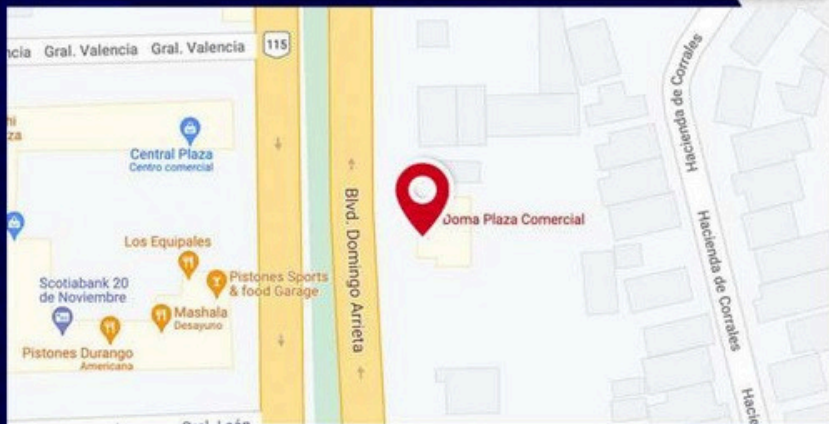 ncia Gral. Valencia Gral. Valencia
115
Hacienda de Corrales
Central Plaza
Centro comercial
Blvd. Domingo Arrieta
Doma Plaza Comercial
Hacienda de Corrales
Los Equipales
Pistones Sports
& food Garage
Scotiabank 20
de Noviembre
Mashala
Desayuno
Pistones Durango
Americana